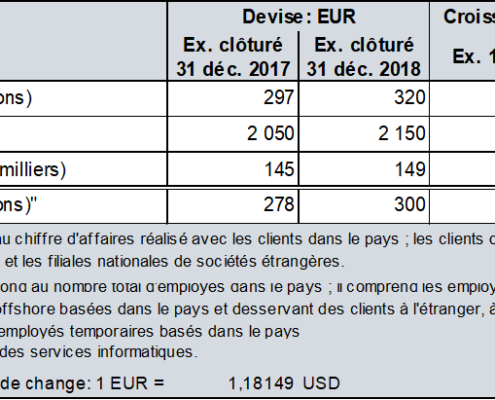 Devise: EUR Croiss
Ex. clôturé Ex. clôturé
31 déc. 2017 31 déc. 2018 Ex. 1
ons) 297 320
2 050 2 150
milliers) 145 149
ons)" 278 300
au chiffre d'affaires réalisé avec les clients dans le pays ; les clients
et les filiales nationales de sociétés étrangères.
ond au nombre total d'employés dans le pays ; Il comprend les employ
offshore basées dans le pays et desservant des clients à l'étranger, à
employés temporaires basés dans le pays
des services informatiques.
de change: 1 EUR = 1,18149 USD